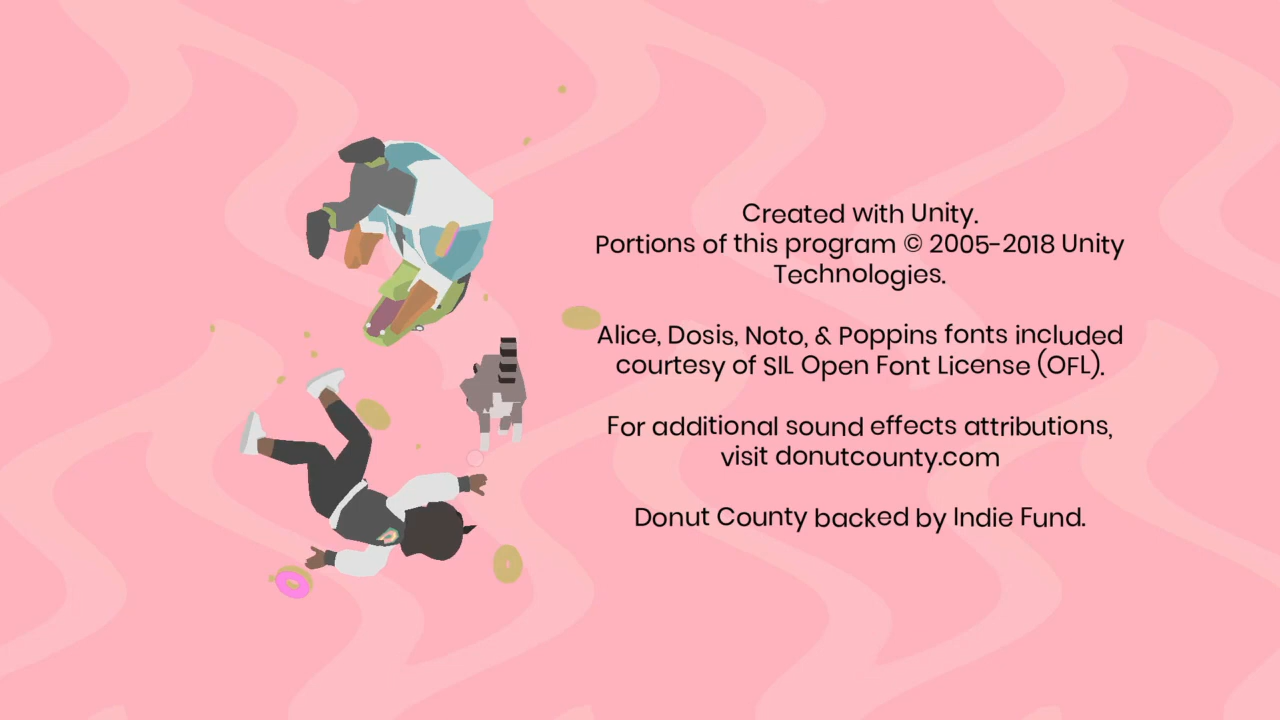 Created with Unity.
Portions of this program © 2005-2018 Unity
Technologies.
Alice, Dosis, Noto, & Poppins fonts included
courtesy of SIL Open Font License (OFL).
For additional sound effects attributions,
visit donutcounty.com
Donut County backed by Indie Fund.